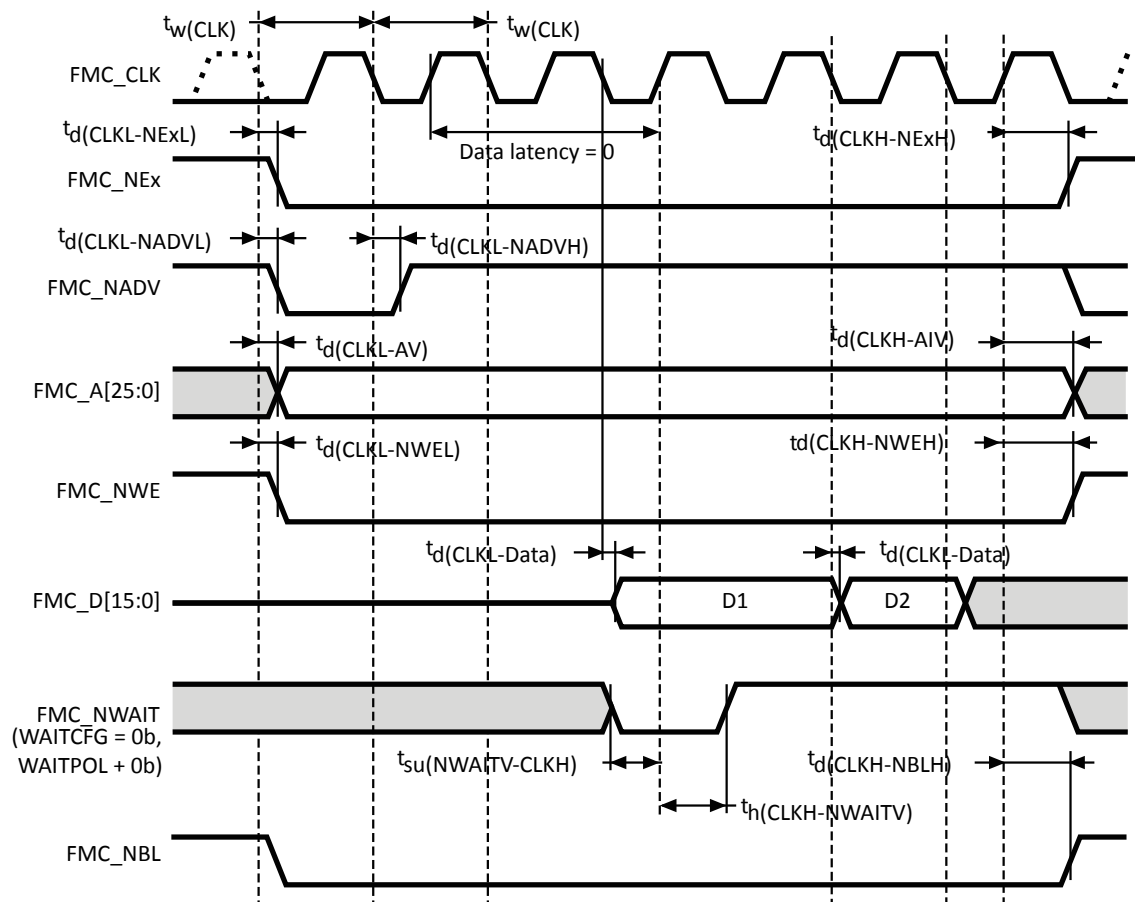 tw(CLK) tw(CLK)
FMC_CLK
td(CLKL-NExL) Data latency = 0 td(CLKH-NExH)
FMC_NEx
td(CLKL-NADVL) td(CLKL-NADVH)
FMC_NADV
td(CLKL-AV) td(CLKH-AIV)
FMC_A[25:0]
td(CLKL-NWEL) td(CLKH-NWEH)
FMC_NWE
td(CLKL-Data) td(CLKL-Data)
FMC_D[15:0] D1 D2
FMC_NWAIT
(WAITCFG = 0b,
WAITPOL + 0b) tsu(NWAITV-CLKH) td(CLKH-NBLH)
th(CLKH-NWAITV)
FMC_NBL